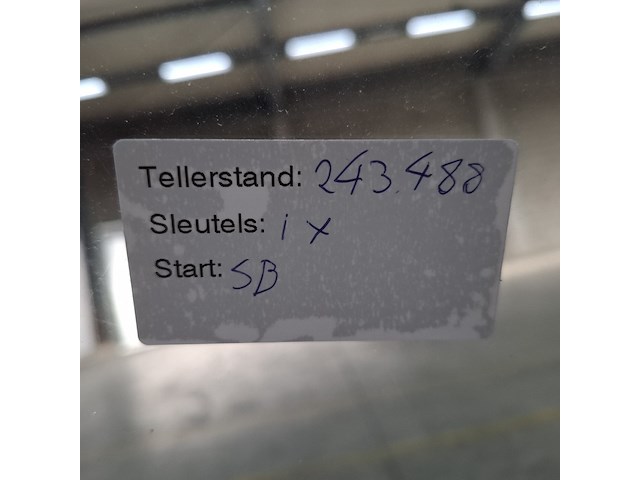 Tellerstand: 243.488
Sleutels: 1 x
Start: SB